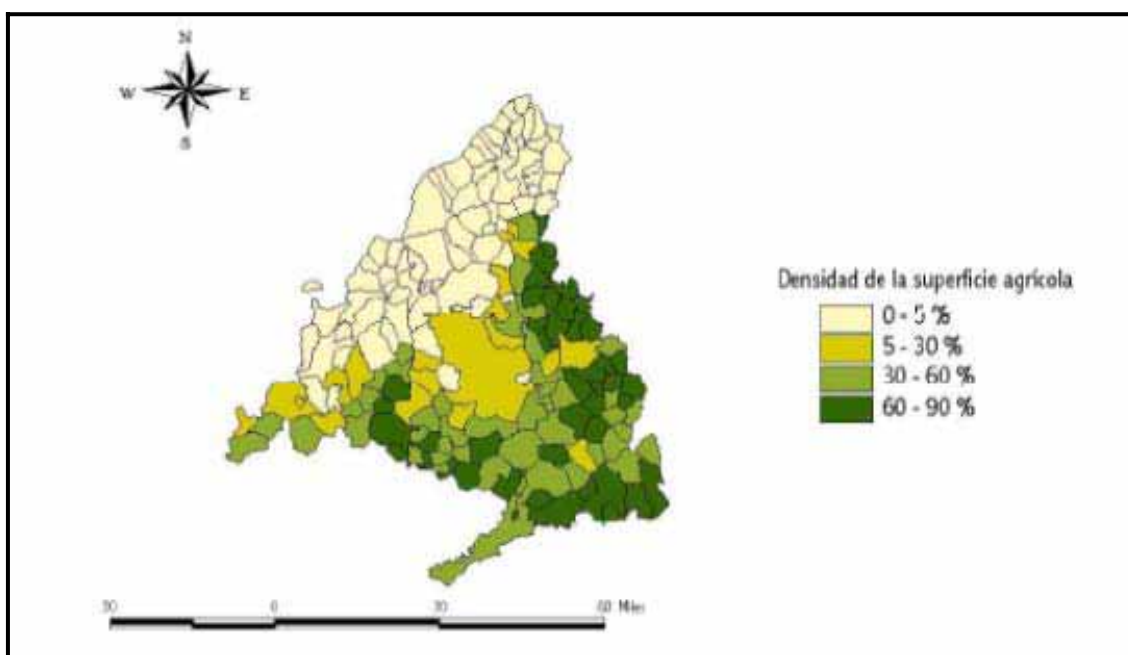 N
W E
S
Densidad de la superficie agrícola
0 - 5 %
5 - 30 %
30 - 60 %
60 - 90 %
30 0 30 60 Miles